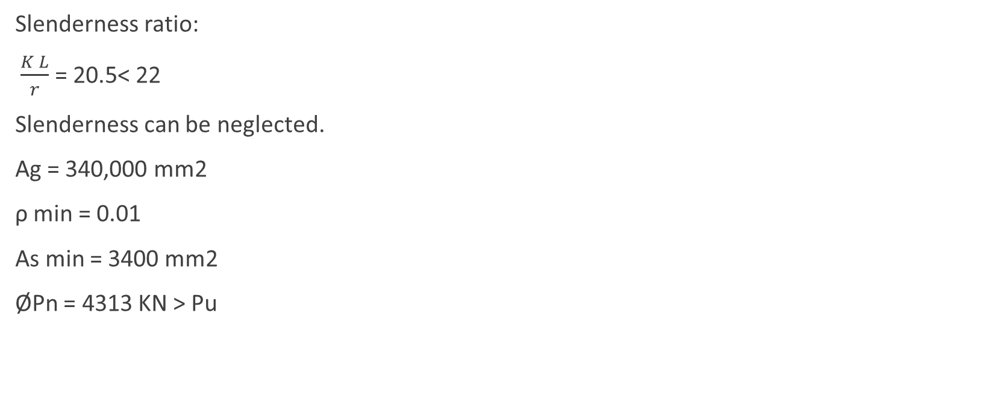 Slenderness ratio:
K L / r = 20.5< 22
Slenderness can be neglected.
Ag = 340,000 mm2
ρ min = 0.01
As min = 3400 mm2
ØPn = 4313 KN > Pu